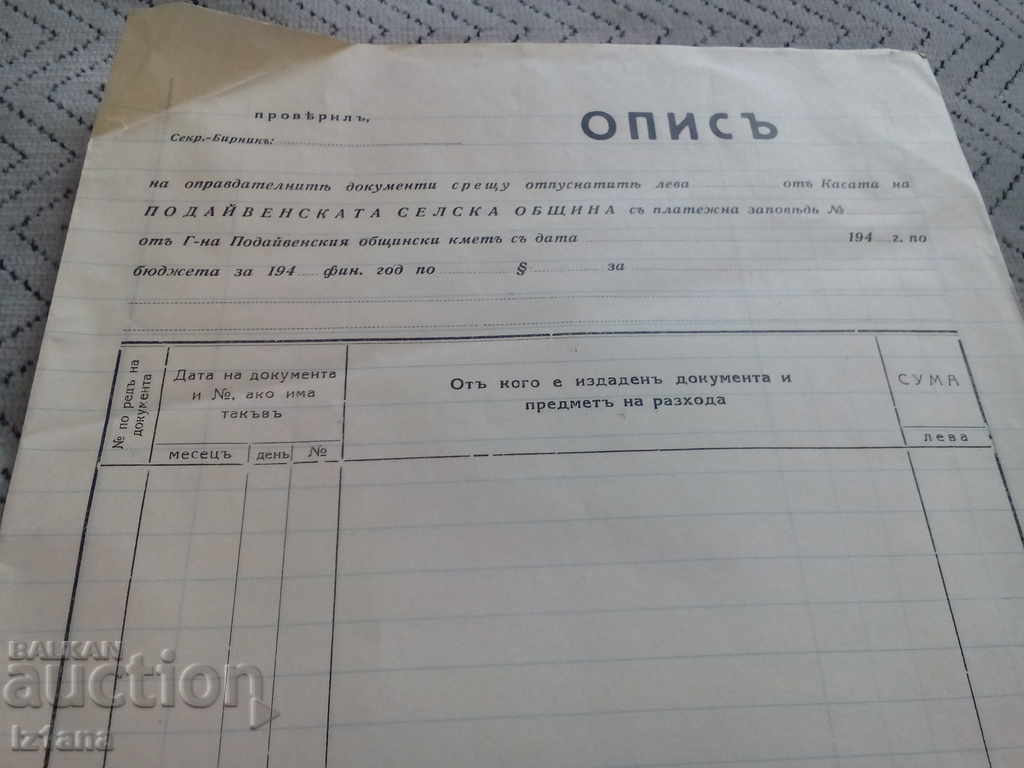 провѣрилъ,
ОПИСЪ
Секр.-Бирникъ:
на оправдателнитѣ документи срещу отпуснатитѣ лева отъ Касата на
ПОДАЙВЕНСКАТА СЕЛСКА ОБЩИНА съ платежна заповѣдь №
отъ Г-на Подайвенския общински кметъ съ дата 194 г. по
бюджета за 194 фин. год по § за
№ по редъ на
документа
Дата на документа
и №, ако има
такъвъ
Отъ кого е издаденъ документа и
предметъ на разхода
СУМА
лева
месецъ
день
№
BALKAN
auction
iz1ana